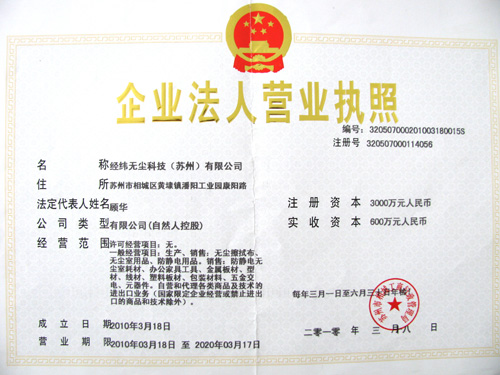 企业法人营业执照
编号: 320507000201003180015S
注册号 320507000114056
名 称 经纬无尘科技（苏州）有限公司
住 所 苏州市相城区黄埭镇潘阳工业园康阳路
法定代表人姓名 顾华
注 册 资 本 3000万元人民币
公 司 类 型 有限公司(自然人控股)
实 收 资 本 600万元人民币
经 营 范 围 许可经营项目：无。
一般经营项目：生产、销售：无尘擦拭布、
无尘室用品、防静电用品。销售：防静电无
尘室耗材、办公家具工具、金属板材、型
材、线材、塑料板材、包装材料、五金交
电、元器件。自营和代理各类商品及技术的
进出口业务（国家限定企业经营或禁止进出
口的商品和技术除外）。
每年三月一日至六月三十日年检
成 立 日 期 2010年3月18日
二零一零年 三 月 八 日
营 业 期 限 2010年03月18日 至 2020年03月17日